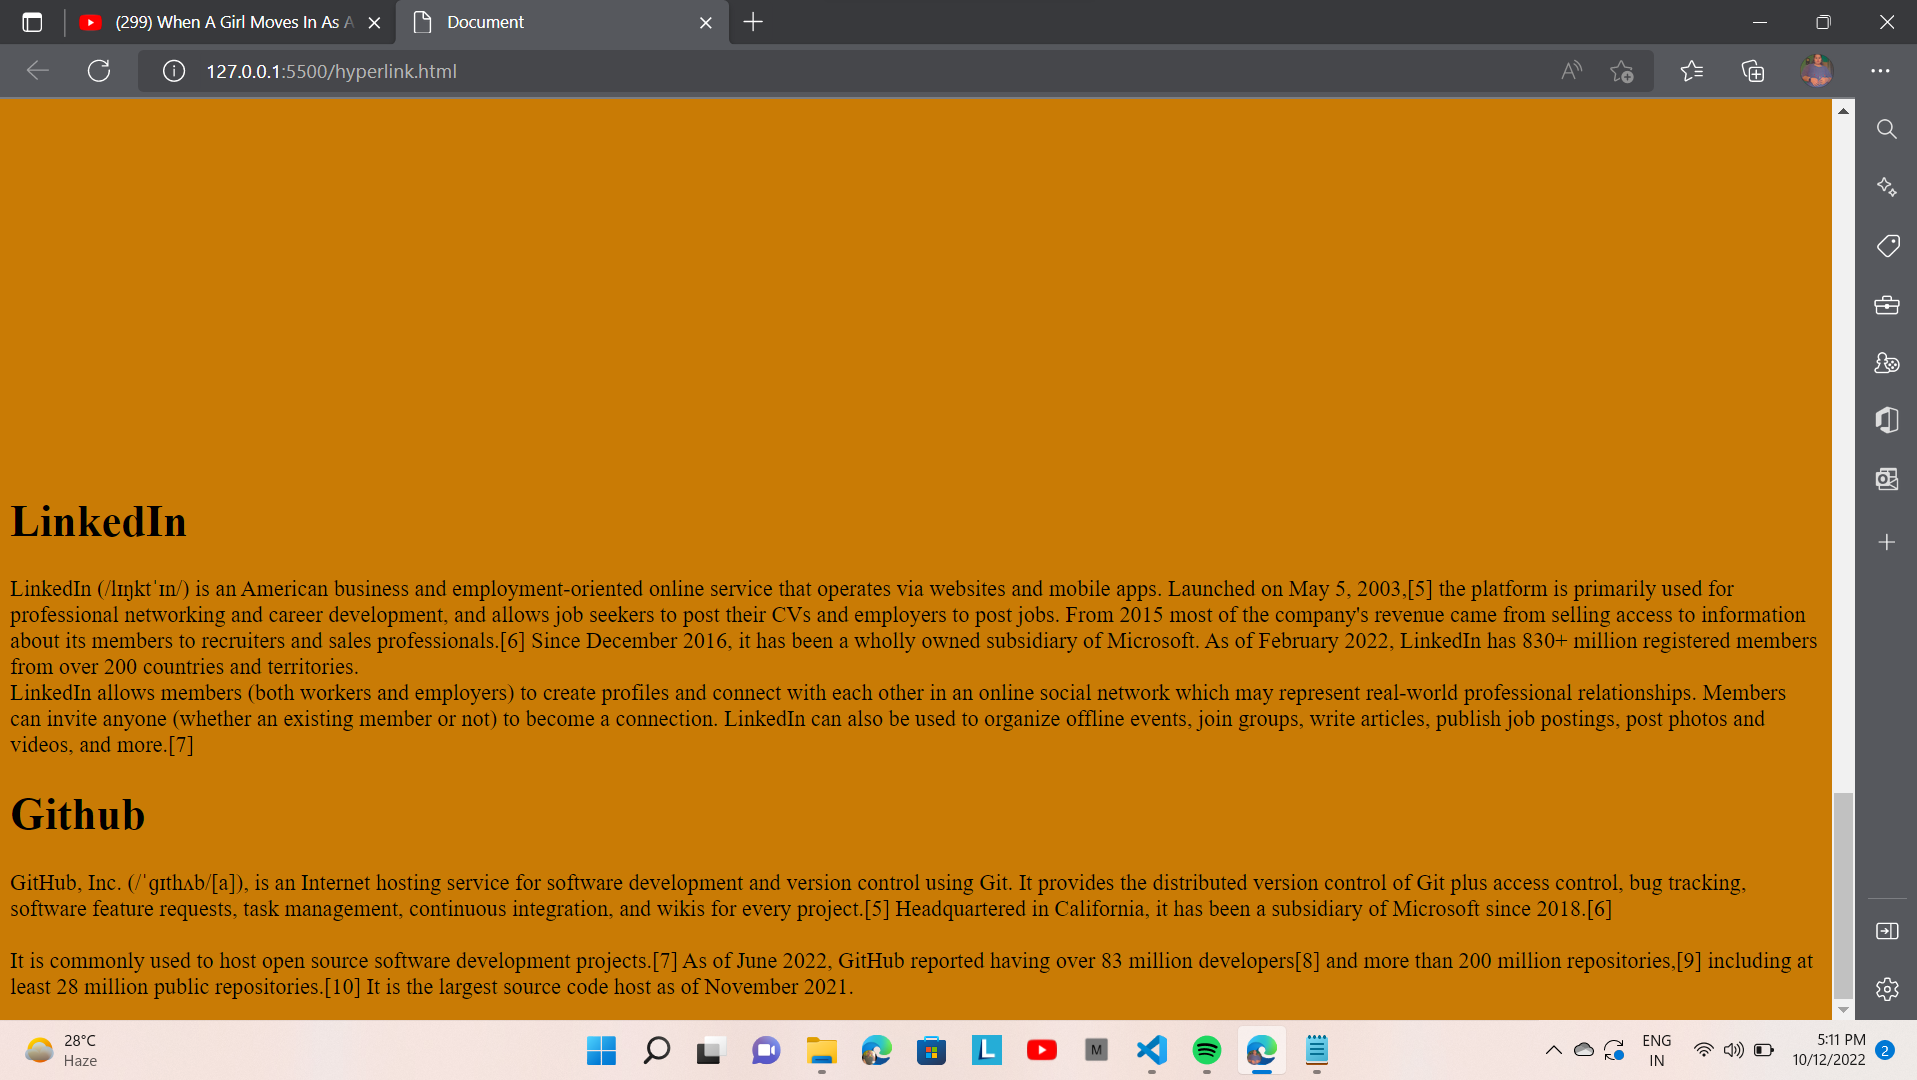 (299) When A Girl Moves In As A
Document
127.0.0.1:5500/hyperlink.html
LinkedIn
LinkedIn (/lɪŋktˈɪn/) is an American business and employment-oriented online service that operates via websites and mobile apps. Launched on May 5, 2003,[5] the platform is primarily used for
professional networking and career development, and allows job seekers to post their CVs and employers to post jobs. From 2015 most of the company's revenue came from selling access to information
about its members to recruiters and sales professionals.[6] Since December 2016, it has been a wholly owned subsidiary of Microsoft. As of February 2022, LinkedIn has 830+ million registered members
from over 200 countries and territories.
LinkedIn allows members (both workers and employers) to create profiles and connect with each other in an online social network which may represent real-world professional relationships. Members
can invite anyone (whether an existing member or not) to become a connection. LinkedIn can also be used to organize offline events, join groups, write articles, publish job postings, post photos and
videos, and more.[7]
Github
GitHub, Inc. (/ˈɡɪthʌb/[a]), is an Internet hosting service for software development and version control using Git. It provides the distributed version control of Git plus access control, bug tracking,
software feature requests, task management, continuous integration, and wikis for every project.[5] Headquartered in California, it has been a subsidiary of Microsoft since 2018.[6]
It is commonly used to host open source software development projects.[7] As of June 2022, GitHub reported having over 83 million developers[8] and more than 200 million repositories,[9] including at
least 28 million public repositories.[10] It is the largest source code host as of November 2021.
28°C
Haze
L
M
ENG
IN
5:11 PM
10/12/2022
2